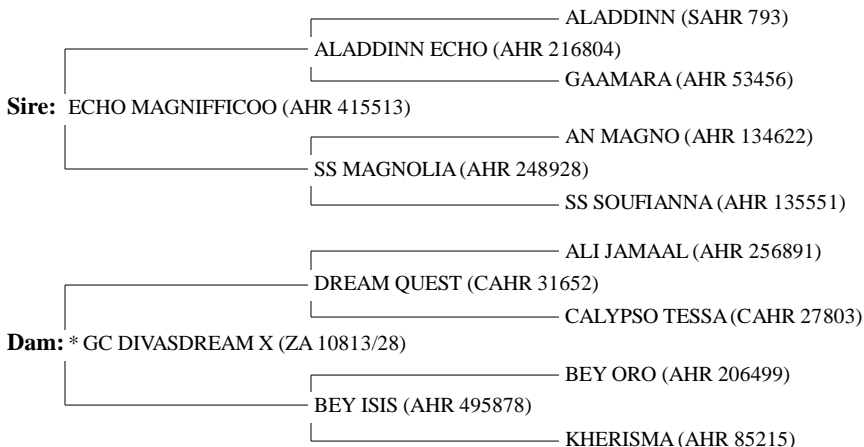 ALADDINN (SAHR 793)
ALADDINN ECHO (AHR 216804)
GAAMARA (AHR 53456)
Sire: ECHO MAGNIFFICOO (AHR 415513)
AN MAGNO (AHR 134622)
SS MAGNOLIA (AHR 248928)
SS SOUFIANNA (AHR 135551)
ALI JAMAAL (AHR 256891)
DREAM QUEST (CAHR 31652)
CALYPSO TESSA (CAHR 27803)
Dam: * GC DIVASDREAM X (ZA 10813/28)
BEY ORO (AHR 206499)
BEY ISIS (AHR 495878)
KHERISMA (AHR 85215)